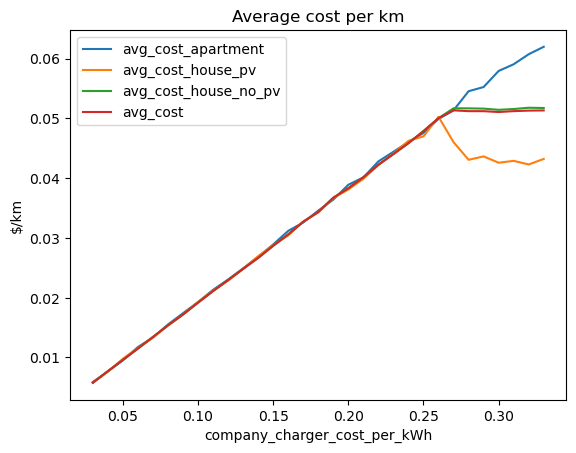 Average cost per km
avg_cost_apartment
avg_cost_house_pv
avg_cost_house_no_pv
avg_cost
0.06
0.05
0.04
0.03
0.02
0.01
$/km
0.05
0.10
0.15
0.20
0.25
0.30
company_charger_cost_per_kWh